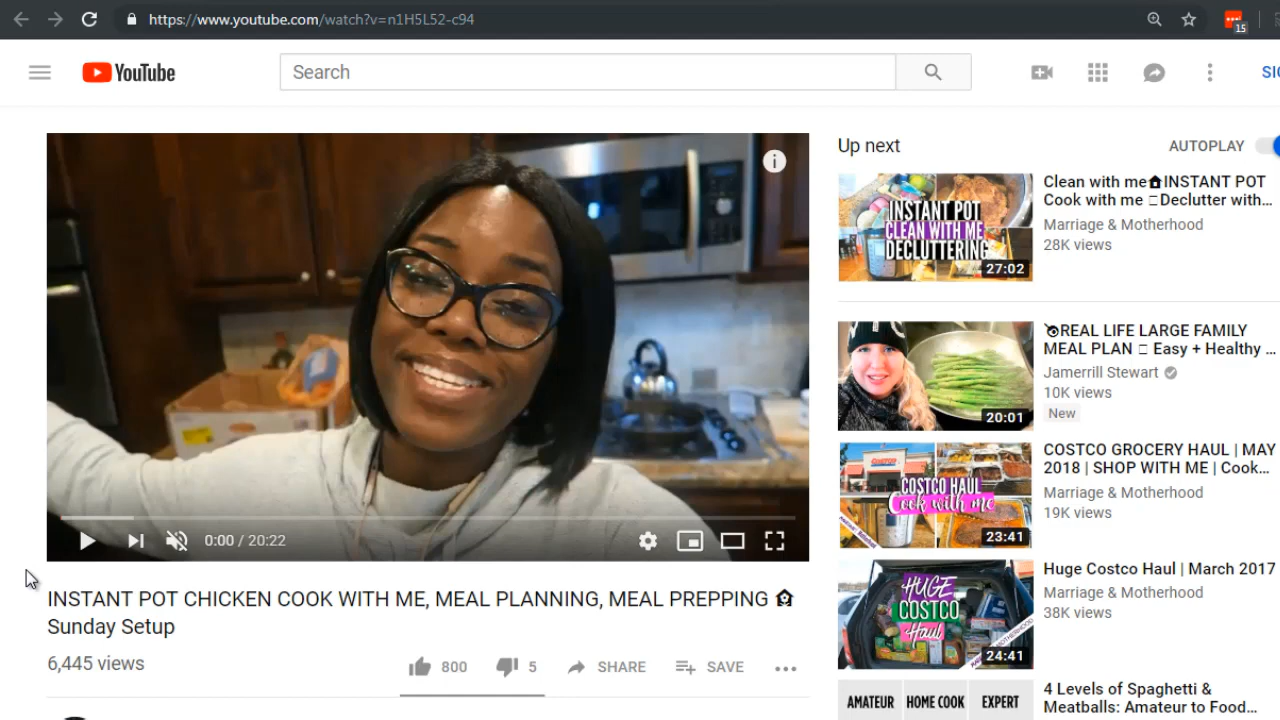 https://www.youtube.com/watch?v=n1H5L52-c94
15
YouTube
Search
SI
Up next
AUTOPLAY
INSTANT POT
CLEAN WITH ME
DECLUTTERING
27:02
Clean with me INSTANT POT
Cook with me Declutter with...
Marriage & Motherhood
28K views
20:01
REAL LIFE LARGE FAMILY
MEAL PLAN Easy + Healthy ...
Jamerrill Stewart
10K views
New
COSTCO HAUL
Cook with me
23:41
COSTCO GROCERY HAUL | MAY
2018 | SHOP WITH ME | Cook...
Marriage & Motherhood
19K views
HUGE
COSTCO
Haul
24:41
Huge Costco Haul | March 2017
Marriage & Motherhood
38K views
AMATEUR HOME COOK EXPERT
4 Levels of Spaghetti &
Meatballs: Amateur to Food...
0:00 / 20:22
INSTANT POT CHICKEN COOK WITH ME, MEAL PLANNING, MEAL PREPPING
Sunday Setup
6,445 views
800
5
SHARE
SAVE